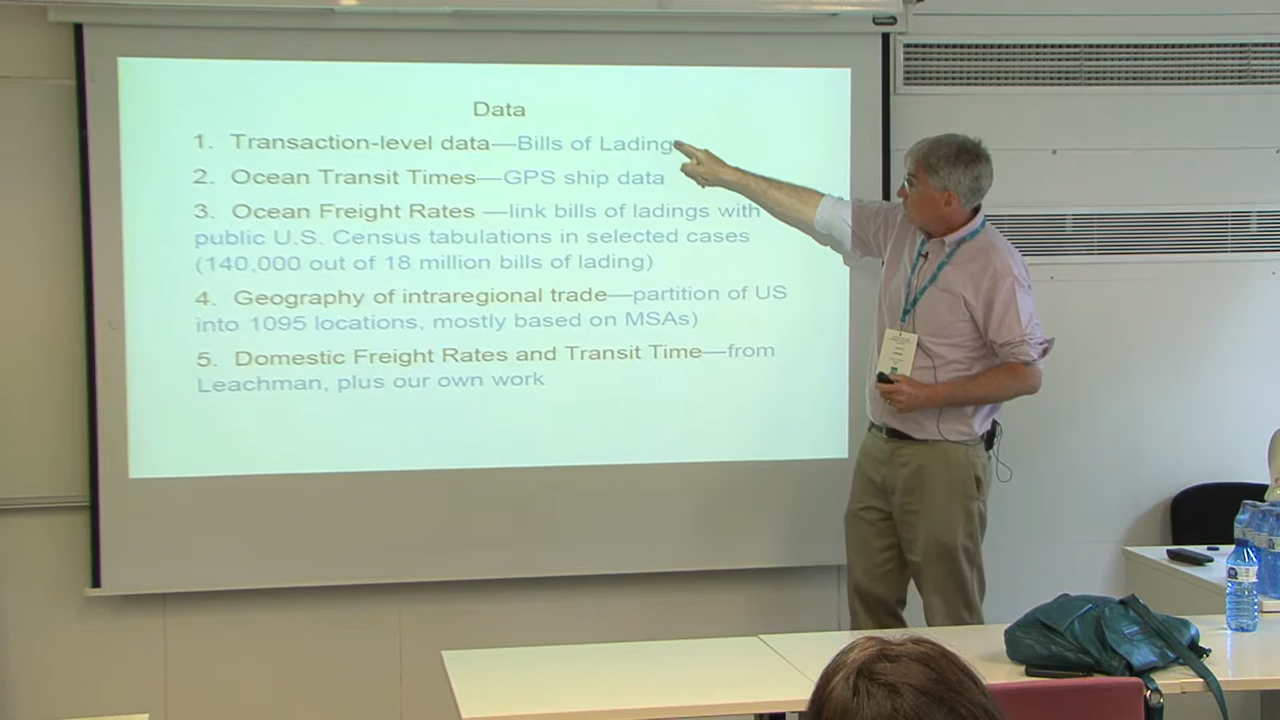 Data
1. Transaction-level data—Bills of Lading
2. Ocean Transit Times—GPS ship data
3. Ocean Freight Rates —link bills of ladings with
public U.S. Census tabulations in selected cases
(140,000 out of 18 million bills of lading)
4. Geography of intraregional trade—partition of US
into 1095 locations, mostly based on MSAs)
5. Domestic Freight Rates and Transit Time—from
Leachman, plus our own work